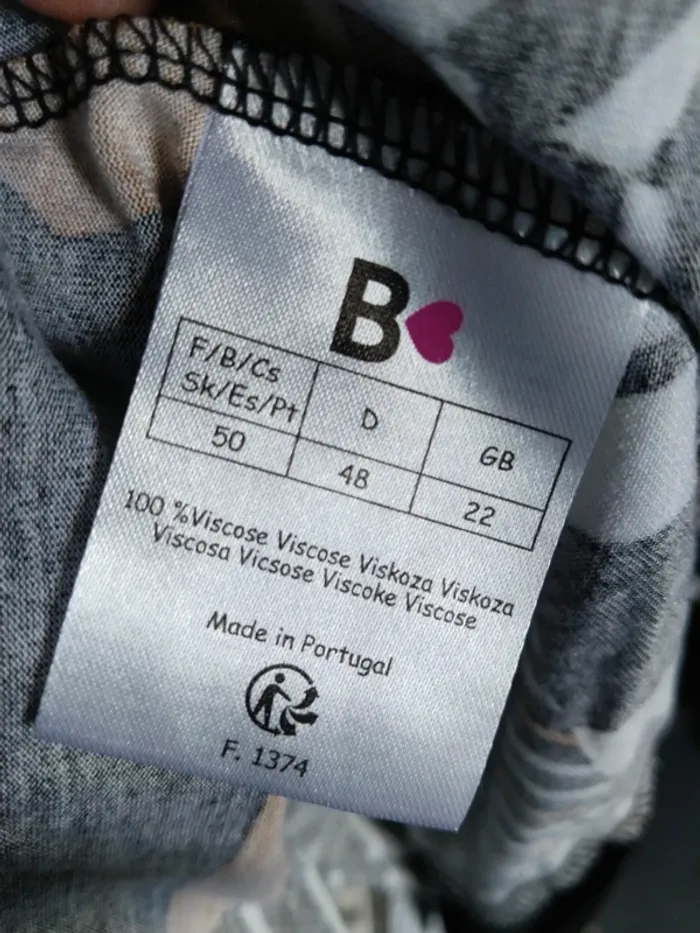 B
F/B/Cs
Sk/Es/Pt
D
GB
50
48
22
100 %Viscose Viscose Viskoza Viskoza
Viscosa Vicsose Viscoke Viscose
Made in Portugal
F. 1374